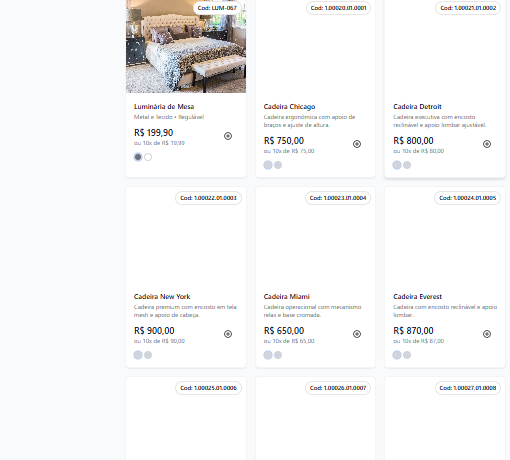 Cod: LUM-067
Cod: 1.00020.01.0001
Cod: 1.00021.01.0002
Luminária de Mesa
Metal e Tecido • Regulável
R$ 199,90
ou 10x de R$ 19,99
Cadeira Chicago
Cadeira ergonômica com apoio de
braços e ajuste de altura.
R$ 750,00
ou 10x de R$ 75,00
Cadeira Detroit
Cadeira executiva com encosto
reclinável e apoio lombar ajustável.
R$ 800,00
ou 10x de R$ 80,00
Cod: 1.00022.01.0003
Cod: 1.00023.01.0004
Cod: 1.00024.01.0005
Cadeira New York
Cadeira premium com encosto em tela
mesh e apoio de cabeça.
R$ 900,00
ou 10x de R$ 90,00
Cadeira Miami
Cadeira operacional com mecanismo
relax e base cromada.
R$ 650,00
ou 10x de R$ 65,00
Cadeira Everest
Cadeira com encosto reclinável e apoio
lombar.
R$ 870,00
ou 10x de R$ 87,00
Cod: 1.00025.01.0006
Cod: 1.00026.01.0007
Cod: 1.00027.01.0008